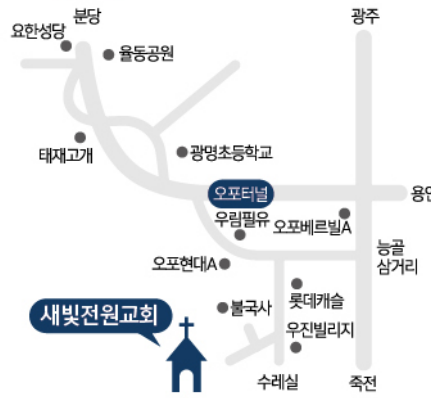 분당
광주
요한성당
율동공원
태재고개
광명초등학교
오포터널
용인
우림필유
오포베르빌A
능골
삼거리
오포현대A
롯데캐슬
불국사
새빛전원교회
우진빌리지
수레실
죽전